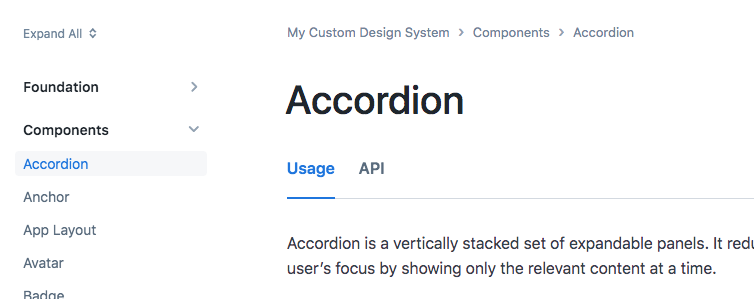 Expand All
Foundation
Components
Accordion
Anchor
App Layout
Avatar
Badge
My Custom Design System > Components > Accordion
Accordion
Usage API
Accordion is a vertically stacked set of expandable panels. It
user’s focus by showing only the relevant content at a time.